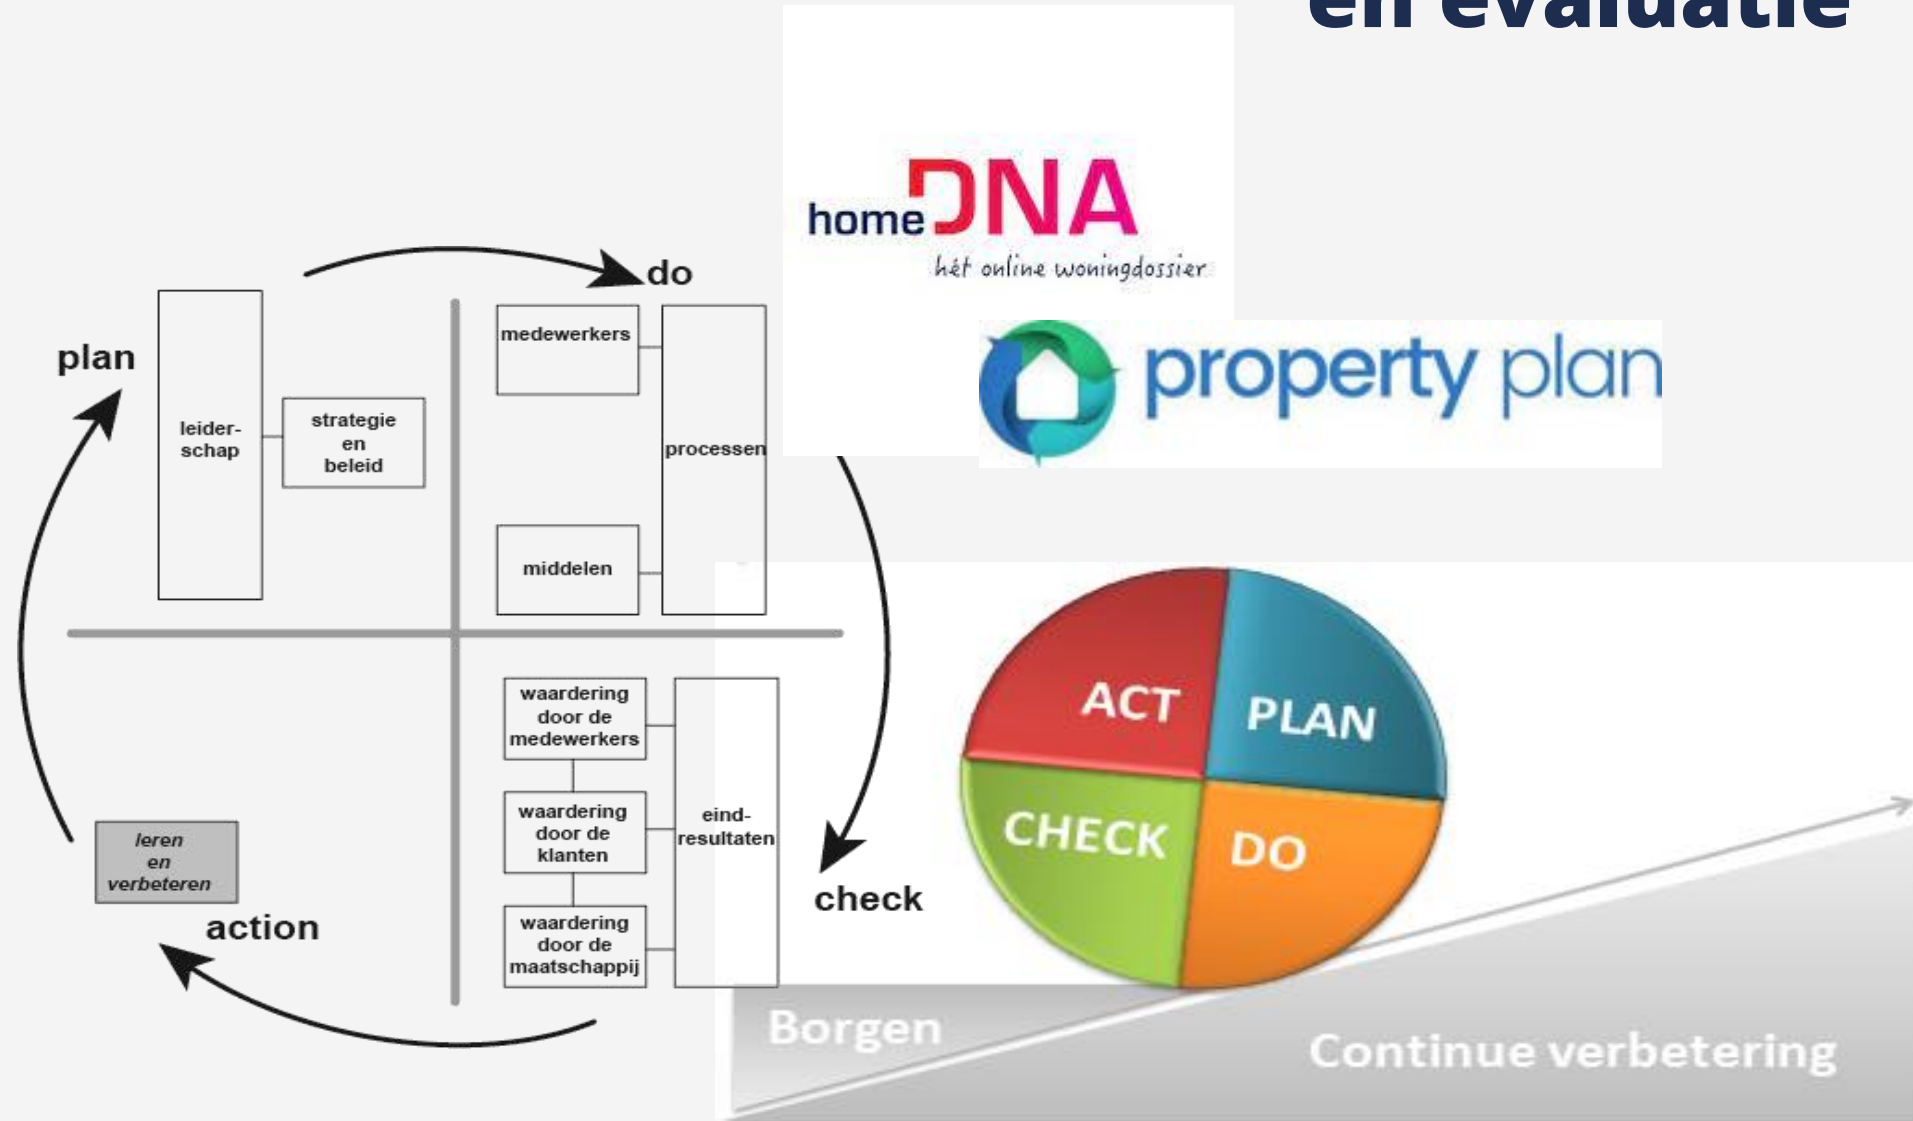 en evaluatie
home DNA
hét online woningdossier
property plan
do
plan
medewerkers
leider-
schap
strategie
en
beleid
processen
middelen
waardering
door de
medewerkers
waardering
door de
klanten
waardering
door de
maatschappij
eind-
resultaten
check
leren
en
verbeteren
action
ACT
PLAN
CHECK
DO
Borgen
Continue verbetering